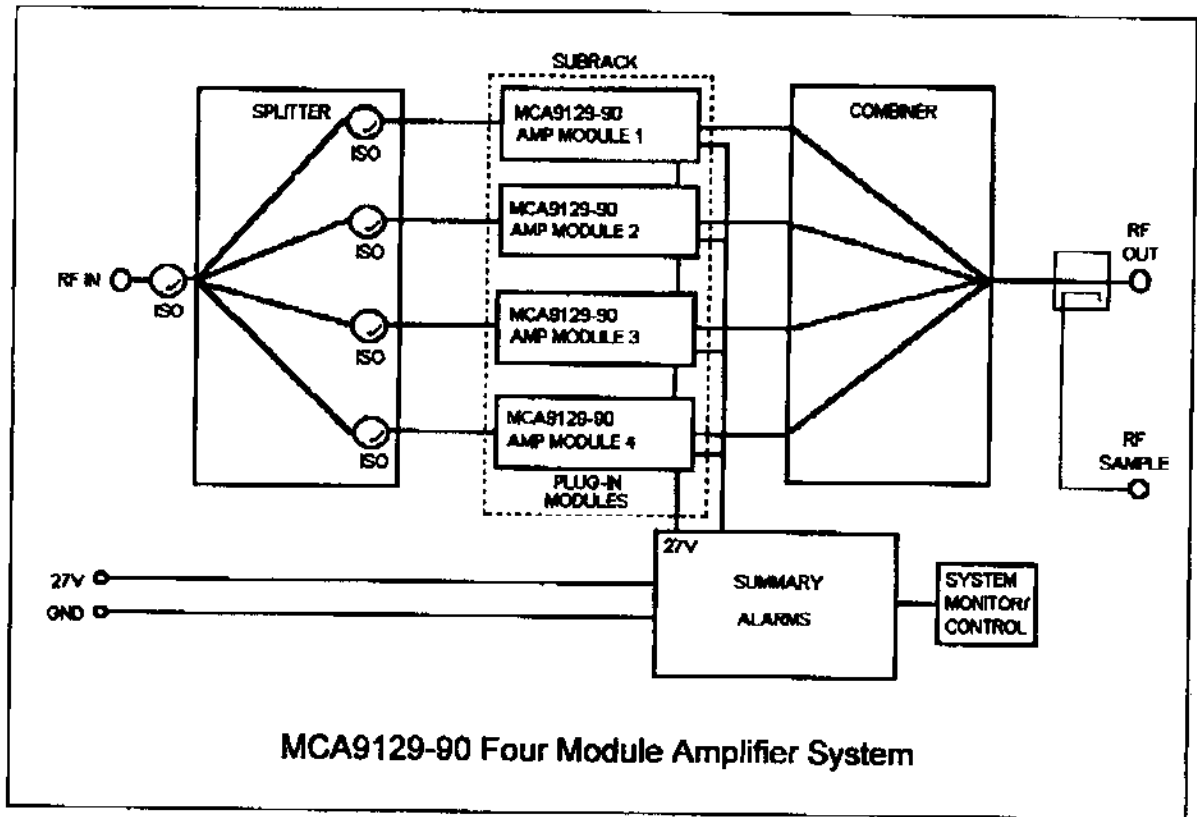 SUBRACK
SPLITTER
ISO
ISO
ISO
ISO
RF IN
ISO
MCA9129-90
AMP MODULE 1
MCA9129-90
AMP MODULE 2
MCA9129-90
AMP MODULE 3
MCA9129-90
AMP MODULE 4
PLUG-IN
MODULES
COMBINER
RF
OUT
RF
SAMPLE
27V
GND
27V
SUMMARY
ALARMS
SYSTEM
MONITOR/
CONTROL
MCA9129-90 Four Module Amplifier System